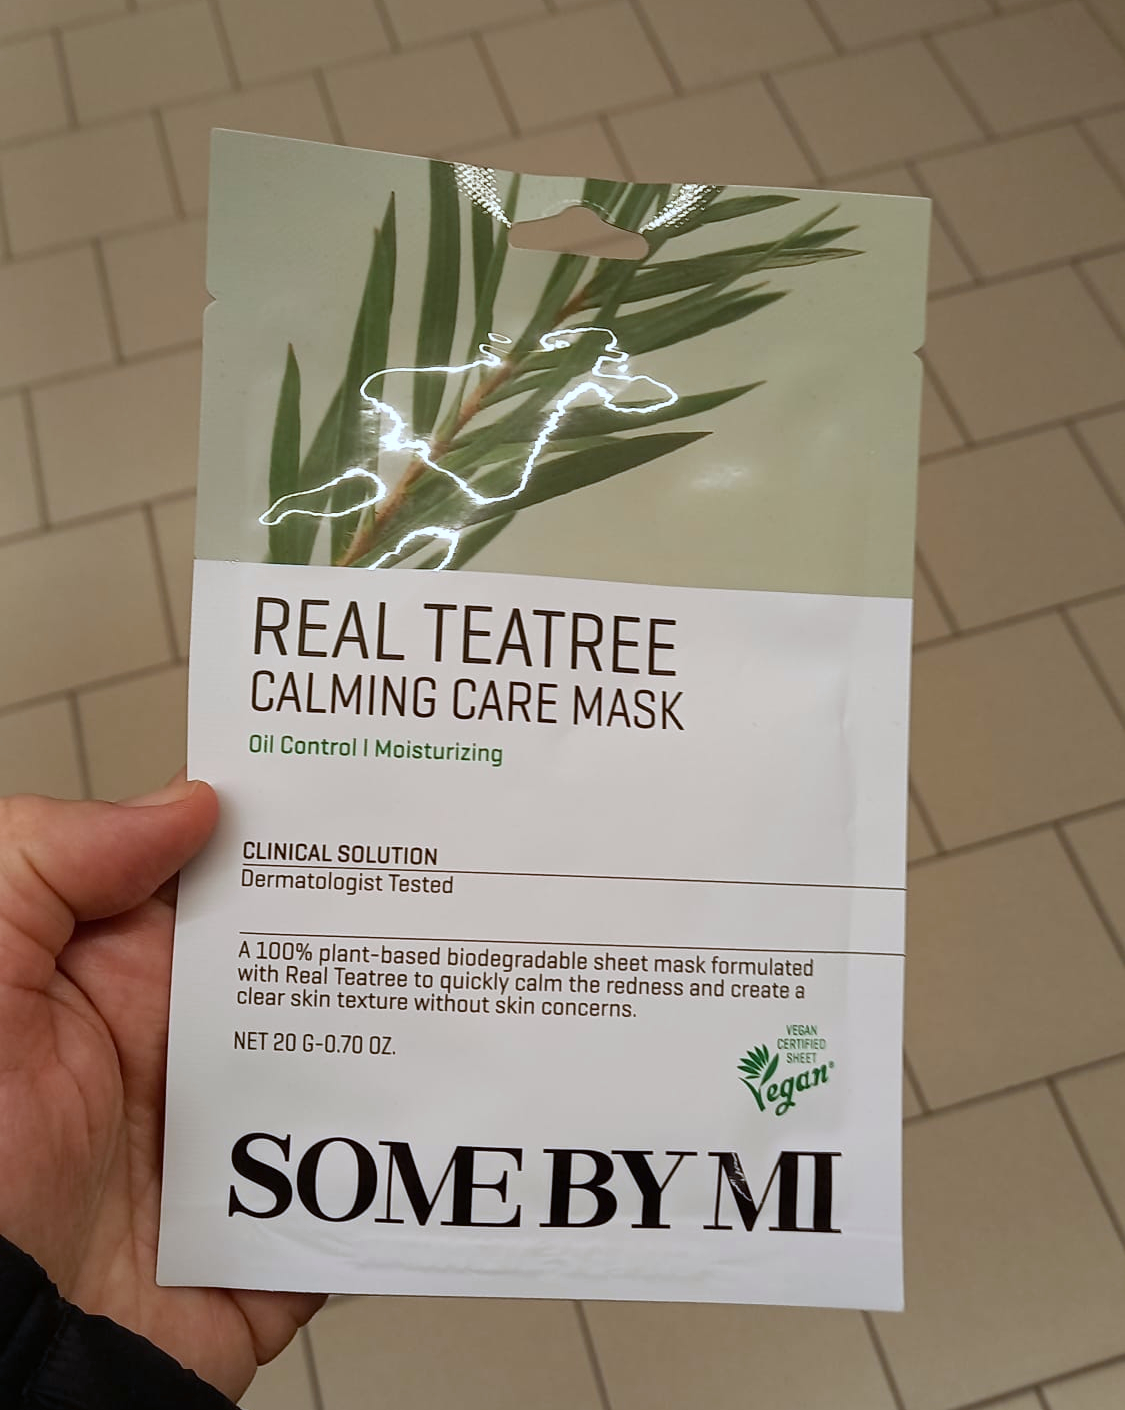 REAL TEATREE
CALMING CARE MASK
Oil Control | Moisturizing
CLINICAL SOLUTION
Dermatologist Tested
A 100% plant-based biodegradable sheet mask formulated
with Real Teatree to quickly calm the redness and create a
clear skin texture without skin concerns.
NET 20 G-0.70 OZ.
VEGAN
CERTIFIED
SHEET
Vegan®
SOME BY MI